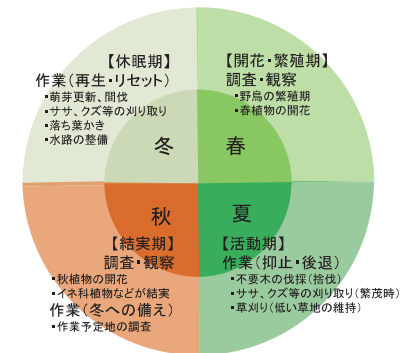 【休眠期】
作業(再生・リセット)
・萌芽更新、間伐
・ササ、クズ等の刈り取り
・落ち葉かき
・水路の整備
冬
【開花・繁殖期】
調査・観察
・野鳥の繁殖期
・春植物の開花
春
秋
【結実期】
調査・観察
・秋植物の開花
・イネ科植物などが結実
作業(冬への備え)
・作業予定地の調査
夏
【活動期】
作業(抑止・後退)
・不要木の伐採(捨伐)
・ササ、クズ等の刈り取り(繁茂時)
・草刈り(低い草地の維持)